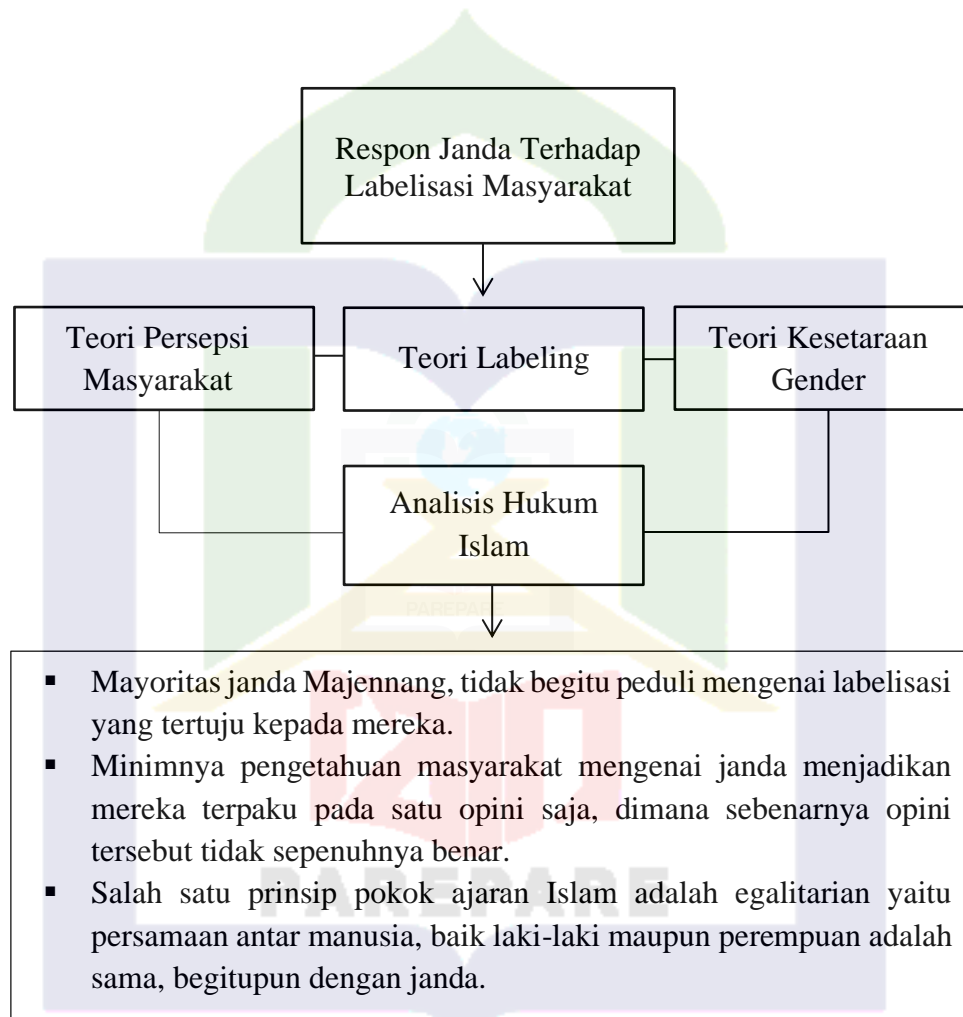 Respon Janda Terhadap
Labelisasi Masyarakat
Teori Persepsi
Masyarakat
Teori Labeling
Teori Kesetaraan
Gender
Analisis Hukum
Islam
PAREPARE
▪ Mayoritas janda Majennang, tidak begitu peduli mengenai labelisasi
yang tertuju kepada mereka.
▪ Minimnya pengetahuan masyarakat mengenai janda menjadikan
mereka terpaku pada satu opini saja, dimana sebenarnya opini
tersebut tidak sepenuhnya benar.
▪ Salah satu prinsip pokok ajaran Islam adalah egalitarian yaitu
persamaan antar manusia, baik laki-laki maupun perempuan adalah
sama, begitupun dengan janda.
PAREPARE